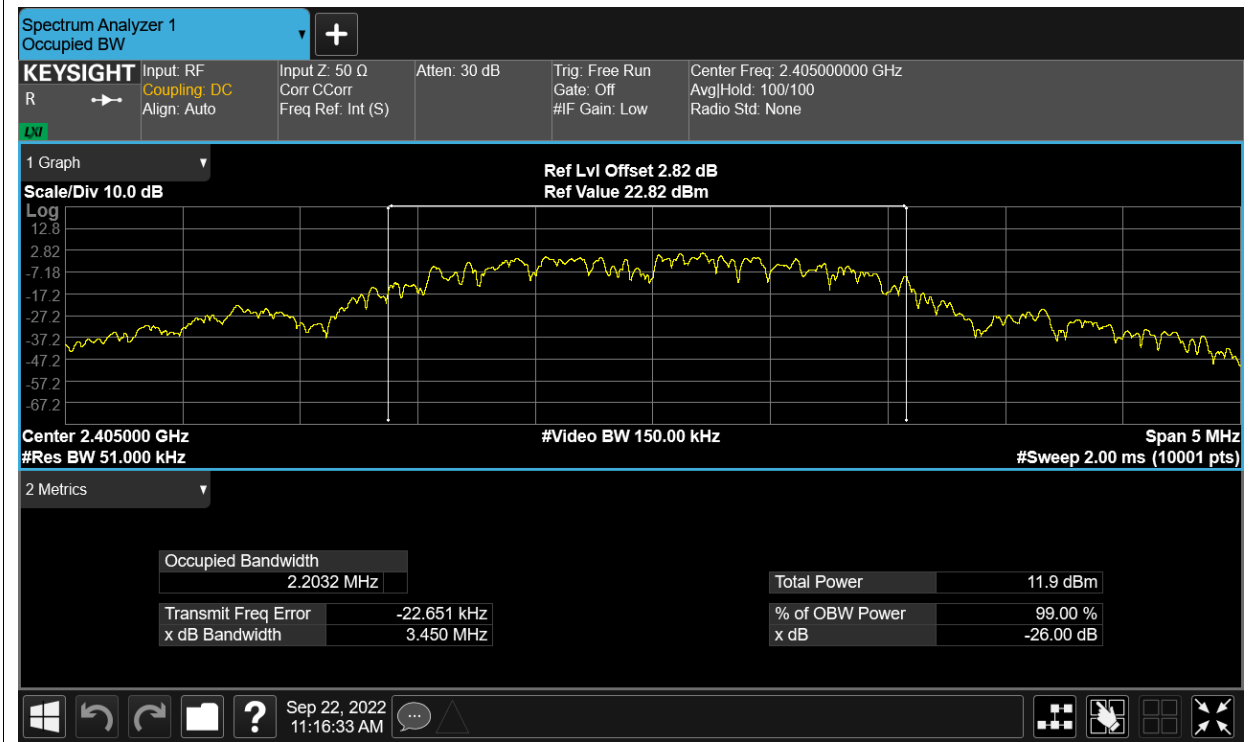 Spectrum Analyzer 1
Occupied BW
KEYSIGHT
R
LXI
Input: RF
Coupling: DC
Align: Auto
Input Z: 50 Ω
Corr CCorr
Freq Ref: Int (S)
Atten: 30 dB
Trig: Free Run
Gate: Off
#IF Gain: Low
Center Freq: 2.405000000 GHz
Avg|Hold: 100/100
Radio Std: None
1 Graph
Scale/Div 10.0 dB
Ref Lvl Offset 2.82 dB
Ref Value 22.82 dBm
Log
12.8
2.82
-7.18
-17.2
-27.2
-37.2
-47.2
-57.2
-67.2
Center 2.405000 GHz
#Video BW 150.00 kHz
Span 5 MHz
#Res BW 51.000 kHz
#Sweep 2.00 ms (10001 pts)
2 Metrics
Occupied Bandwidth
2.2032 MHz
Total Power 11.9 dBm
Transmit Freq Error -22.651 kHz
% of OBW Power 99.00 %
x dB Bandwidth 3.450 MHz
x dB -26.00 dB
?
Sep 22, 2022
11:16:33 AM